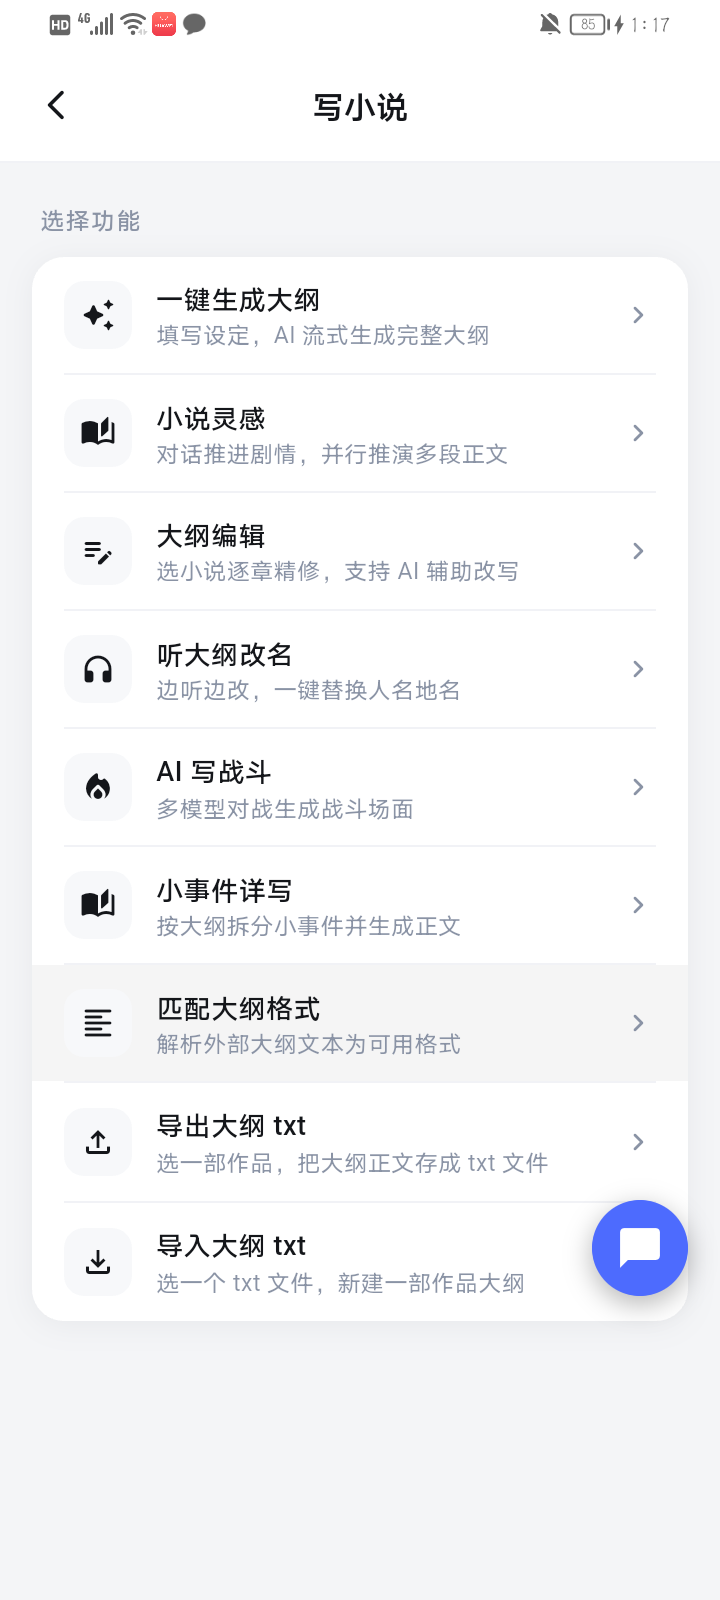 HD 4G 85 1:17
写小说
选择功能
一键生成大纲
填写设定，AI 流式生成完整大纲
小说灵感
对话推进剧情，并行推演多段正文
大纲编辑
选小说逐章精修，支持 AI 辅助改写
听大纲改名
边听边改，一键替换人名地名
AI 写战斗
多模型对战生成战斗场面
小事件详写
按大纲拆分小事件并生成正文
匹配大纲格式
解析外部大纲文本为可用格式
导出大纲 txt
选一部作品，把大纲正文存成 txt 文件
导入大纲 txt
选一个 txt 文件，新建一部作品大纲